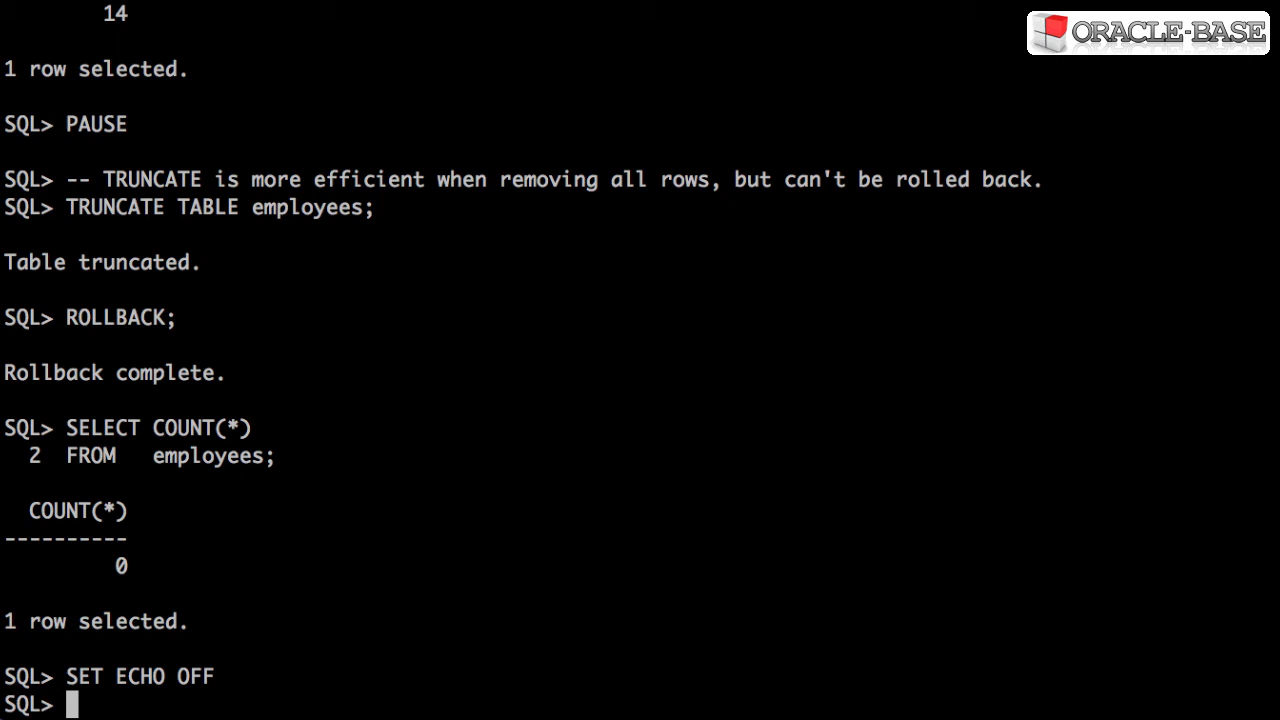 14
ORACLE-BASE
1 row selected.
SQL> PAUSE
SQL> -- TRUNCATE is more efficient when removing all rows, but can't be rolled back.
SQL> TRUNCATE TABLE employees;
Table truncated.
SQL> ROLLBACK;
Rollback complete.
SQL> SELECT COUNT(*)
  2  FROM   employees;
  COUNT(*)
----------
         0
1 row selected.
SQL> SET ECHO OFF
SQL>